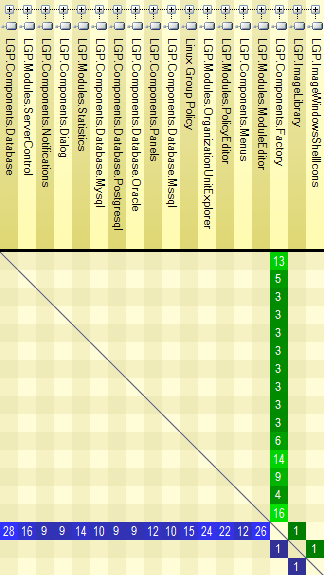 LGP.Components.Database
LGP.Modules.ServerControl
LGP.Components.Notifications
LGP.Components.Dialog
LGP.Modules.Statistics
LGP.Components.Database.Mysql
LGP.Components.Database.Postgresql
LGP.Components.Database.Oracle
LGP.Components.Panels
LGP.Components.Database.Mssql
Linux Group Policy
LGP.Modules.OrganizationUnitExplorer
LGP.Modules.PolicyEditor
LGP.Components.Menus
LGP.Modules.ModuleEditor
LGP.Components.Factory
LGP.ImageLibrary
LGP.ImageWindowsShellIcons
13
5
3
3
3
3
3
3
3
3
6
14
9
4
16
28 16 9 9 14 10 9 9 12 10 15 24 22 12 26 1
1 1
1